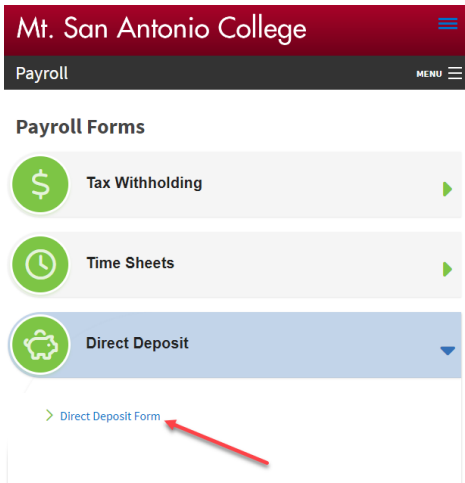 Mt. San Antonio College
Payroll
MENU
Payroll Forms
Tax Withholding
Time Sheets
Direct Deposit
Direct Deposit Form